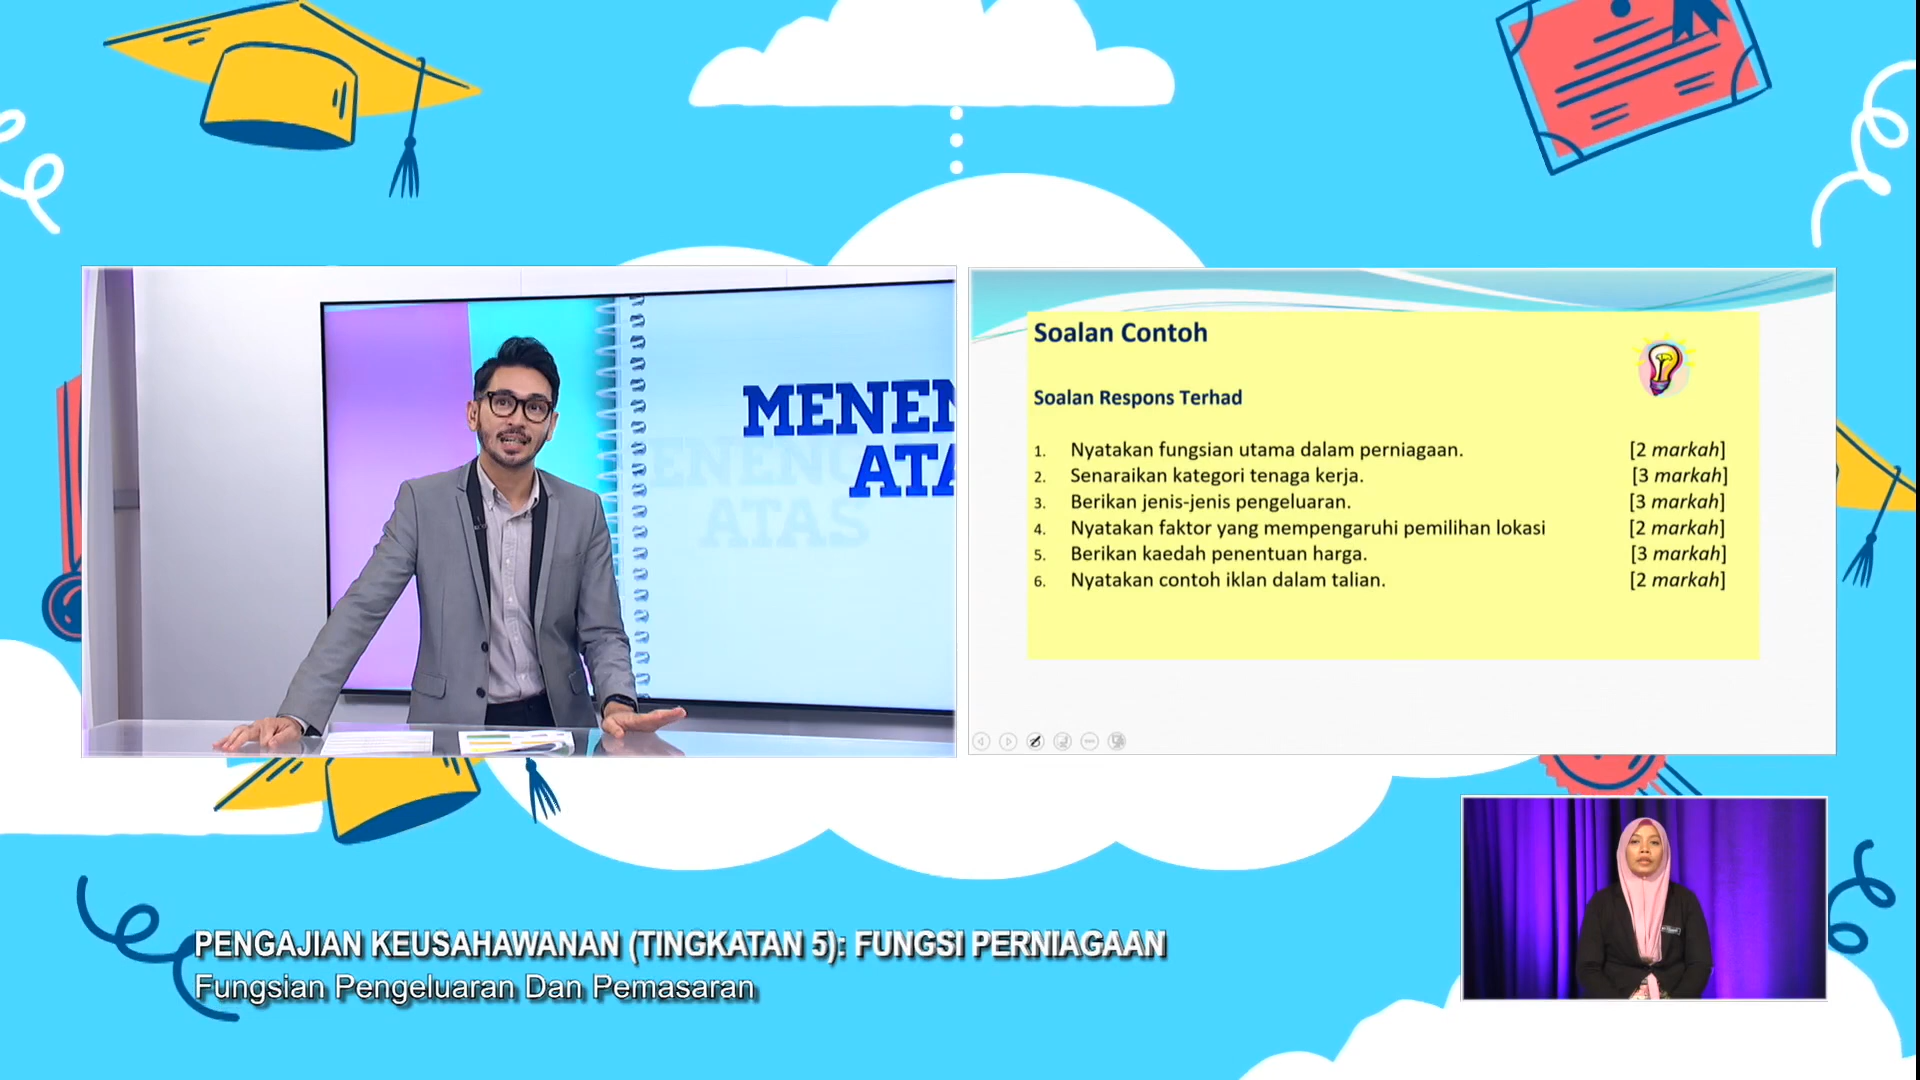 MENEN
ATA
ENENG
ATAS
Soalan Contoh
Soalan Respons Terhad
1. Nyatakan fungsian utama dalam perniagaan. [2 markah]
2. Senaraikan kategori tenaga kerja. [3 markah]
3. Berikan jenis-jenis pengeluaran. [3 markah]
4. Nyatakan faktor yang mempengaruhi pemilihan lokasi [2 markah]
5. Berikan kaedah penentuan harga. [3 markah]
6. Nyatakan contoh iklan dalam talian. [2 markah]
PENGAJIAN KEUSAHAWANAN (TINGKATAN 5): FUNGSI PERNIAGAAN
Fungsian Pengeluaran Dan Pemasaran